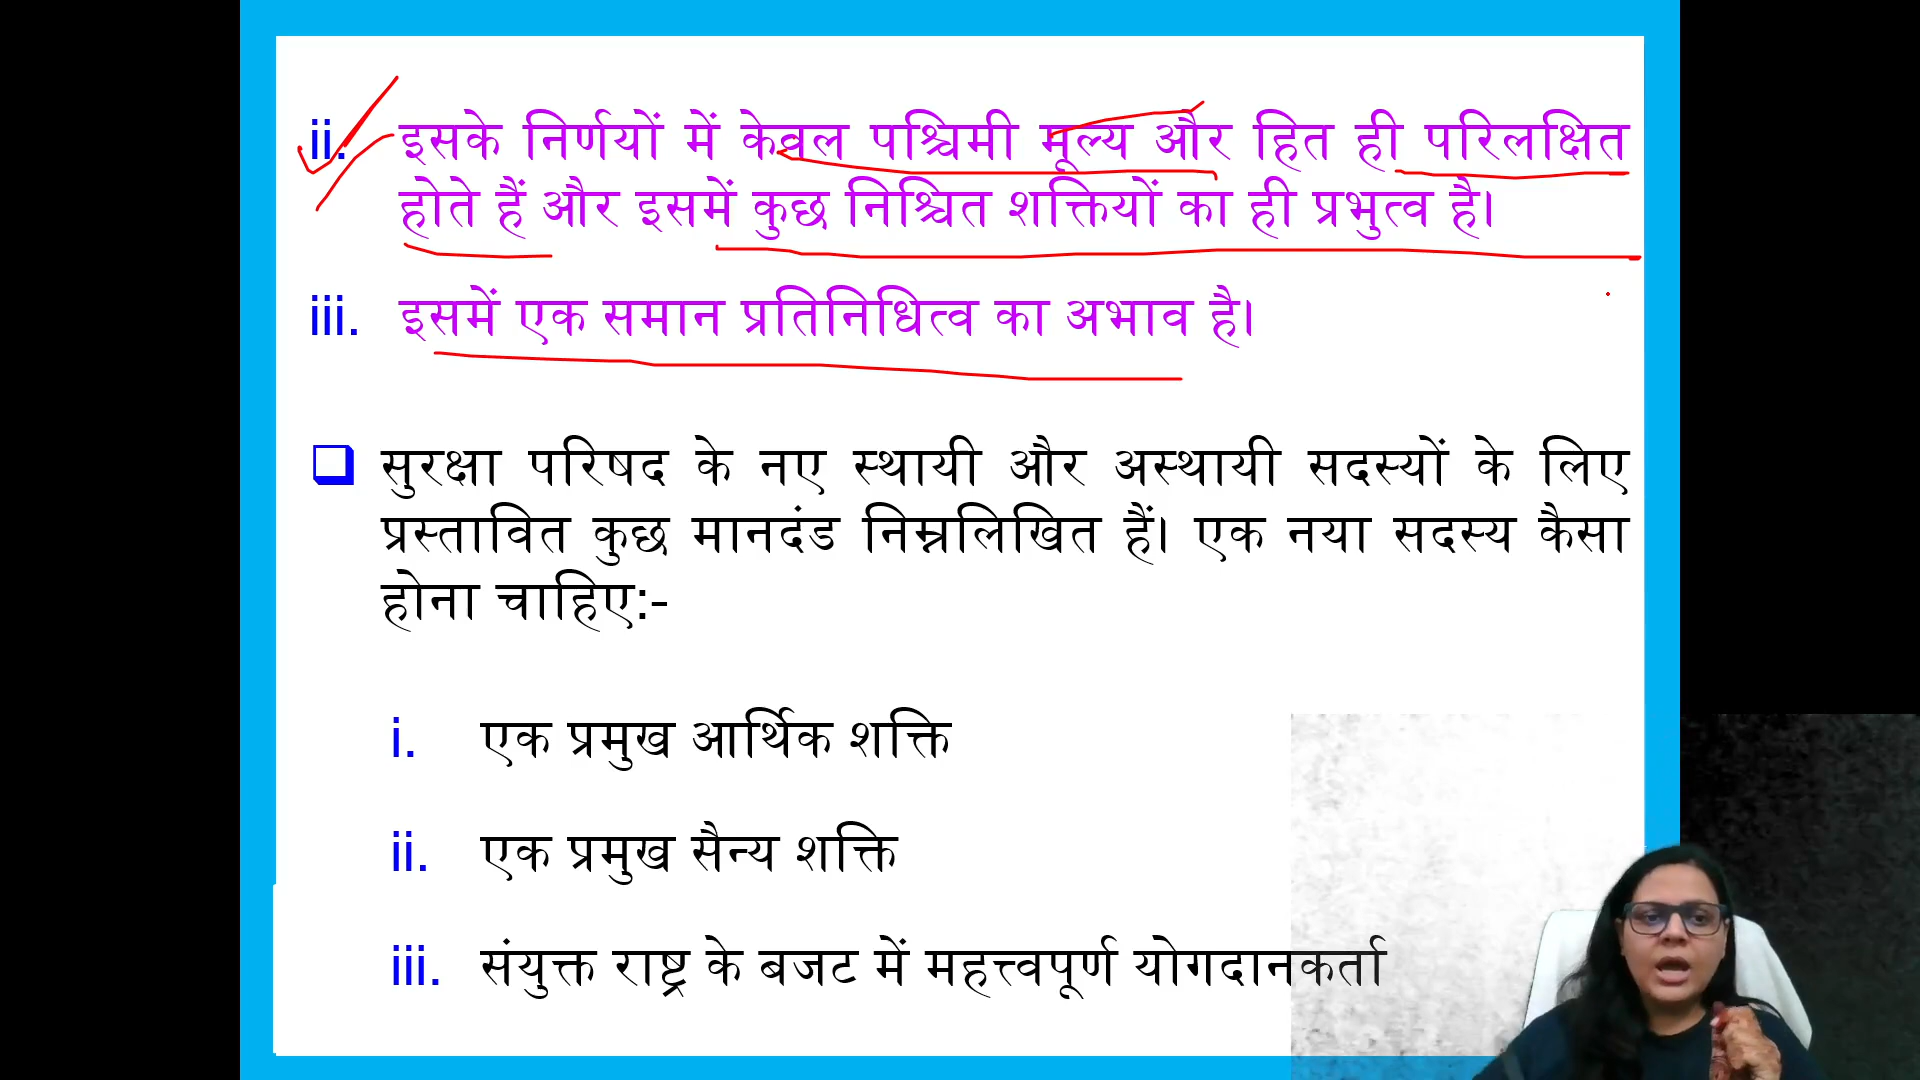 ii. इसके निर्णयों में केवल पश्चिमी मूल्य और हित ही परिलक्षित
होते हैं और इसमें कुछ निश्चित शक्तियों का ही प्रभुत्व है।
iii. इसमें एक समान प्रतिनिधित्व का अभाव है।
सुरक्षा परिषद के नए स्थायी और अस्थायी सदस्यों के लिए
प्रस्तावित कुछ मानदंड निम्नलिखित हैं। एक नया सदस्य कैसा
होना चाहिए:-
i. एक प्रमुख आर्थिक शक्ति
ii. एक प्रमुख सैन्य शक्ति
iii. संयुक्त राष्ट्र के बजट में महत्त्वपूर्ण योगदानकर्ता